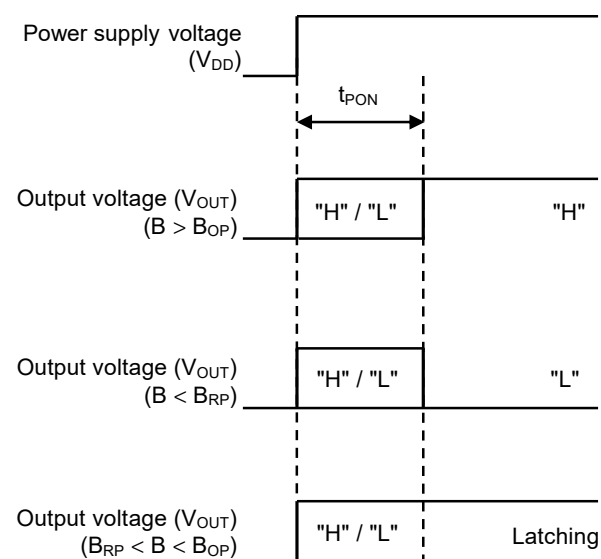 Power supply voltage
(VDD)
tPON
Output voltage (VOUT)
(B > BOP)
"H" / "L"
"H"
Output voltage (VOUT)
(B < BRP)
"H" / "L"
"L"
Output voltage (VOUT)
(BRP < B < BOP)
"H" / "L"
Latching